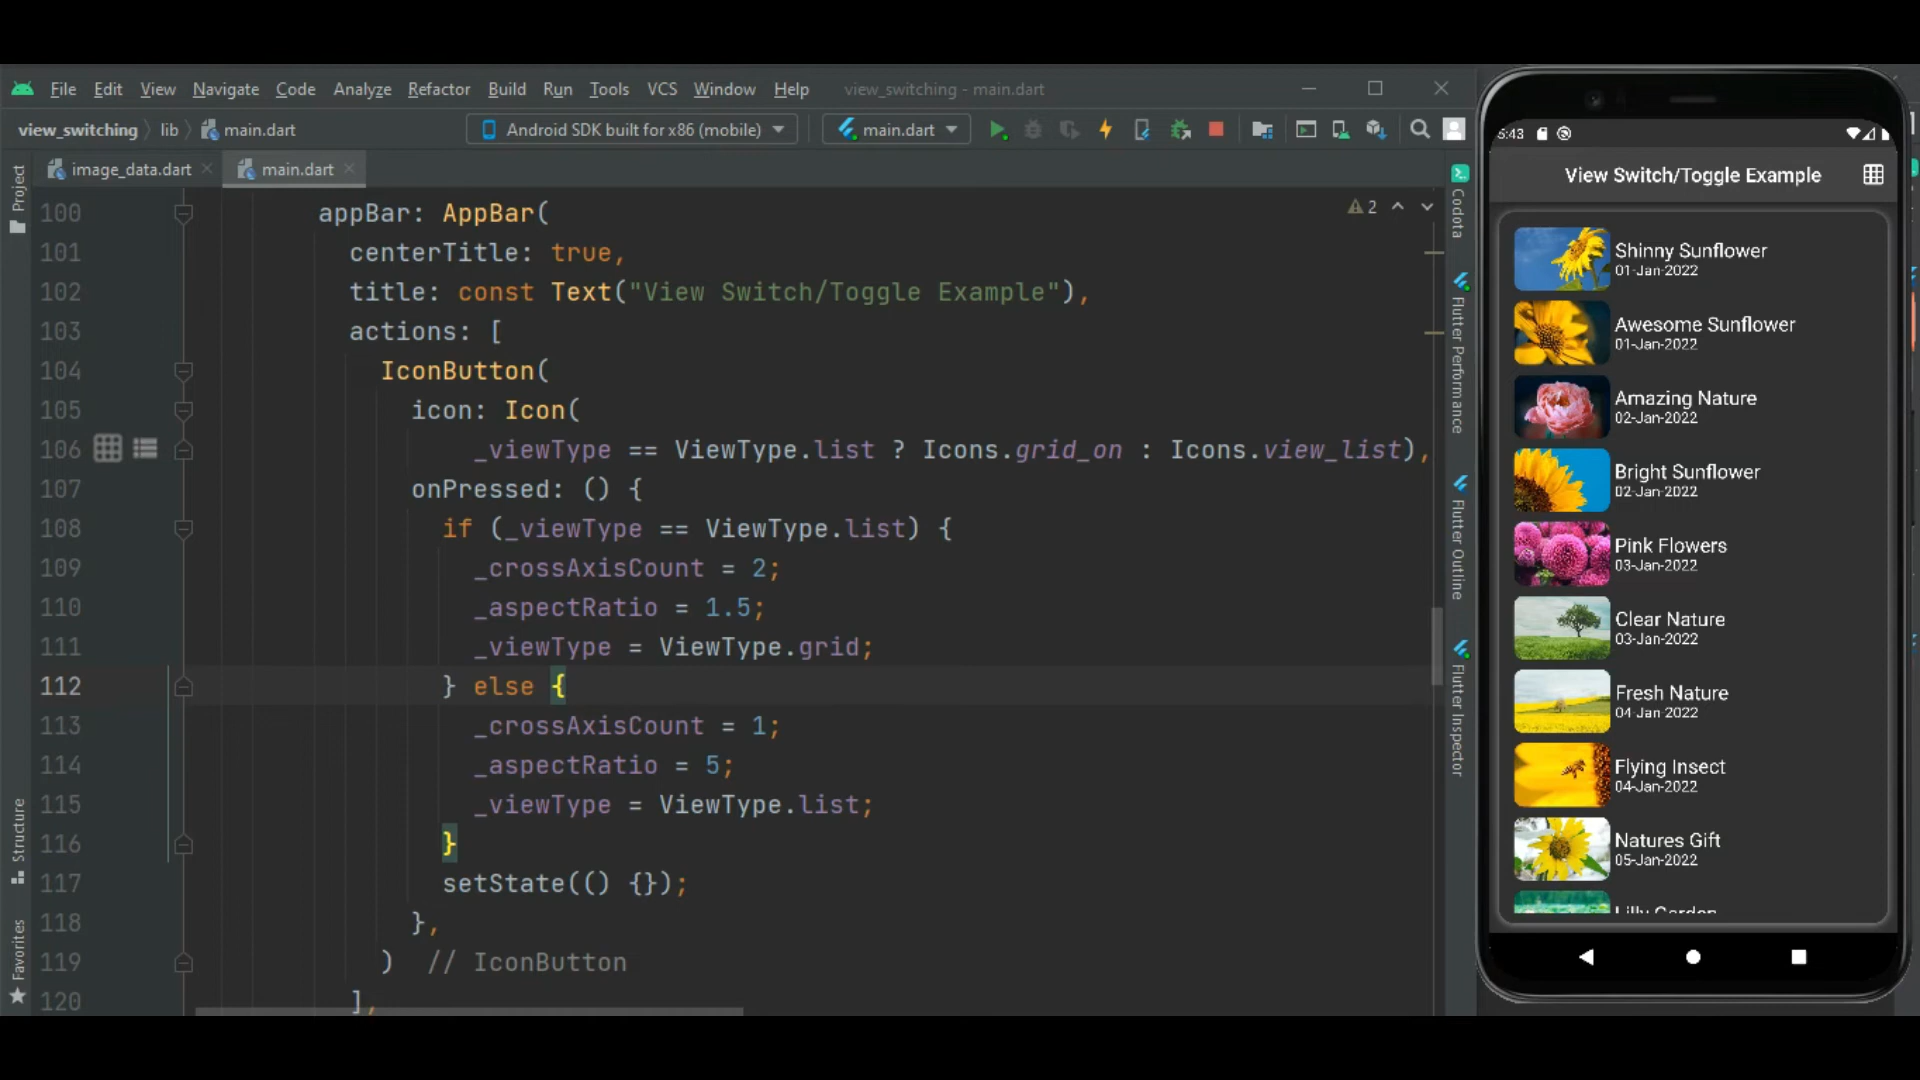 File Edit View Navigate Code Analyze Refactor Build Run Tools VCS Window Help view_switching - main.dart
view_switching lib main.dart Android SDK built for x86 (mobile) main.dart
image_data.dart main.dart
Project
Structure
Favorites
2
100 appBar: AppBar(
101 centerTitle: true,
102 title: const Text("View Switch/Toggle Example"),
103 actions: [
104 IconButton(
105 icon: Icon(
106 _viewType == ViewType.list ? Icons.grid_on : Icons.view_list),
107 onPressed: () {
108 if (_viewType == ViewType.list) {
109 _crossAxisCount = 2;
110 _aspectRatio = 1.5;
111 _viewType = ViewType.grid;
112 } else {
113 _crossAxisCount = 1;
114 _aspectRatio = 5;
115 _viewType = ViewType.list;
116 }
117 setState(() {});
118 },
119 ) // IconButton
120 ],
Codota
Flutter Performance
Flutter Outline
Flutter Inspector
5:43
View Switch/Toggle Example
Shinny Sunflower
01-Jan-2022
Awesome Sunflower
01-Jan-2022
Amazing Nature
02-Jan-2022
Bright Sunflower
02-Jan-2022
Pink Flowers
03-Jan-2022
Clear Nature
03-Jan-2022
Fresh Nature
04-Jan-2022
Flying Insect
04-Jan-2022
Natures Gift
05-Jan-2022
Lilly Garden